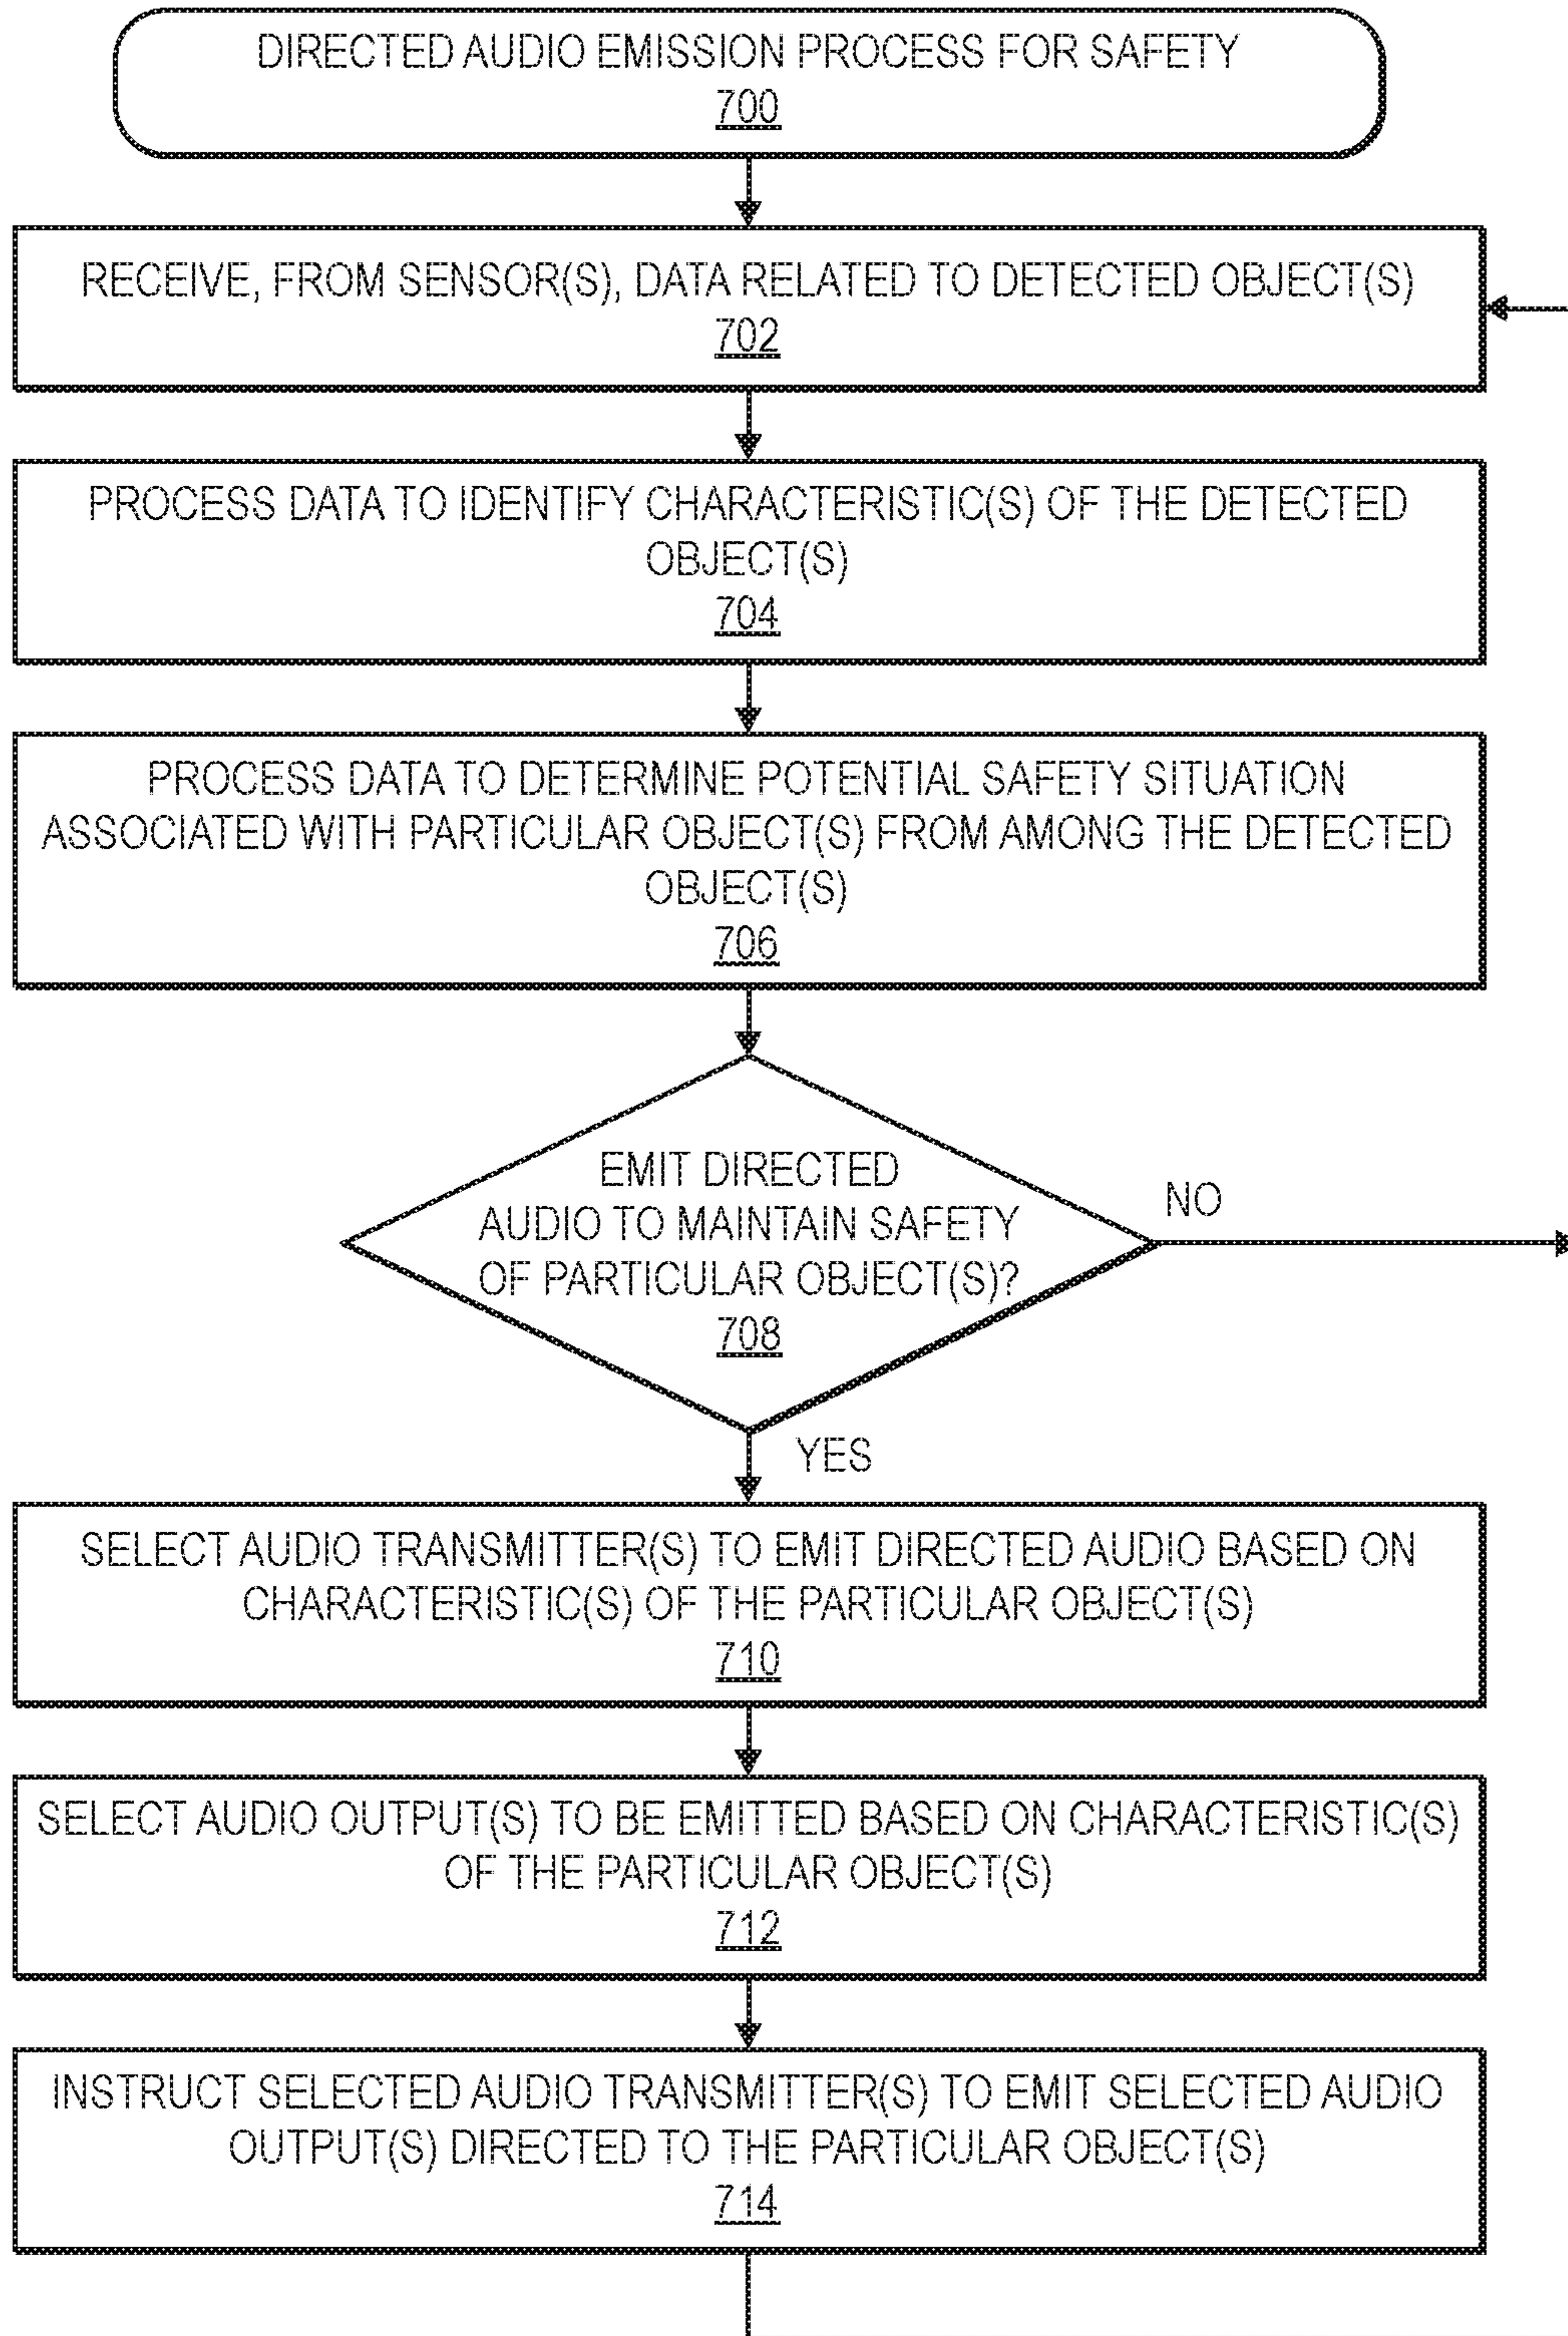 DIRECTED AUDIO EMISSION PROCESS FOR SAFETY
700
RECEIVE, FROM SENSOR(S), DATA RELATED TO DETECTED OBJECT(S)
702
PROCESS DATA TO IDENTIFY CHARACTERISTIC(S) OF THE DETECTED
OBJECT(S)
704
PROCESS DATA TO DETERMINE POTENTIAL SAFETY SITUATION
ASSOCIATED WITH PARTICULAR OBJECT(S) FROM AMONG THE DETECTED
OBJECT(S)
706
EMIT DIRECTED
AUDIO TO MAINTAIN SAFETY
OF PARTICULAR OBJECT(S)?
708
NO
YES
SELECT AUDIO TRANSMITTER(S) TO EMIT DIRECTED AUDIO BASED ON
CHARACTERISTIC(S) OF THE PARTICULAR OBJECT(S)
710
SELECT AUDIO OUTPUT(S) TO BE EMITTED BASED ON CHARACTERISTIC(S)
OF THE PARTICULAR OBJECT(S)
712
INSTRUCT SELECTED AUDIO TRANSMITTER(S) TO EMIT SELECTED AUDIO
OUTPUT(S) DIRECTED TO THE PARTICULAR OBJECT(S)
714